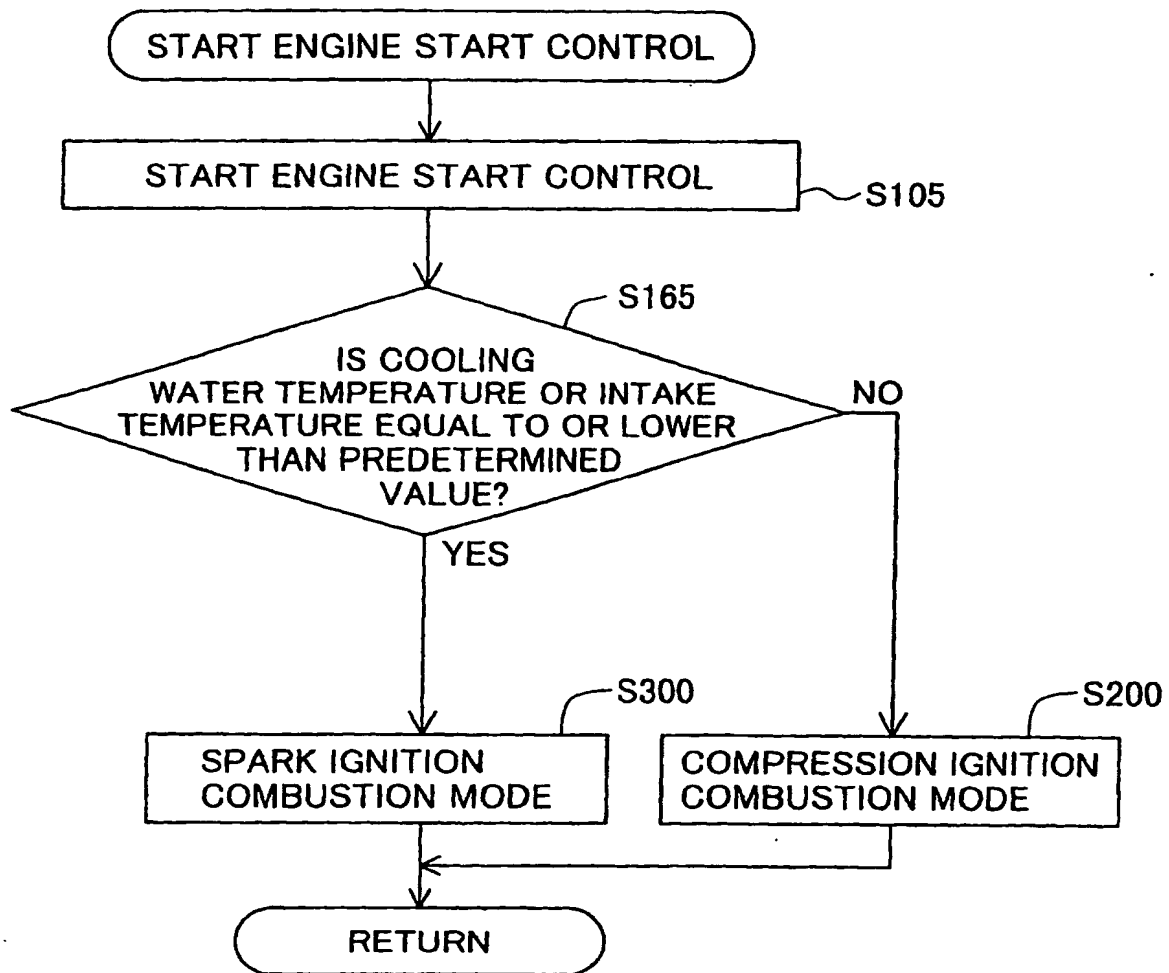 START ENGINE START CONTROL
START ENGINE START CONTROL
S105
S165
IS COOLING
WATER TEMPERATURE OR INTAKE
TEMPERATURE EQUAL TO OR LOWER
THAN PREDETERMINED
VALUE?
NO
YES
S300
S200
SPARK IGNITION
COMBUSTION MODE
COMPRESSION IGNITION
COMBUSTION MODE
RETURN